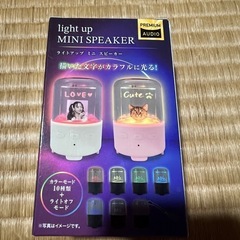 light up
MINI SPEAKER
PREMIUM
AUDIO
ライトアップ ミニ スピーカー
描いた文字がカラフルに光る!
LOVE♥
Cute☆
カラーモード
10種類
+
ライトオフ
モード
※写真はイメージです。